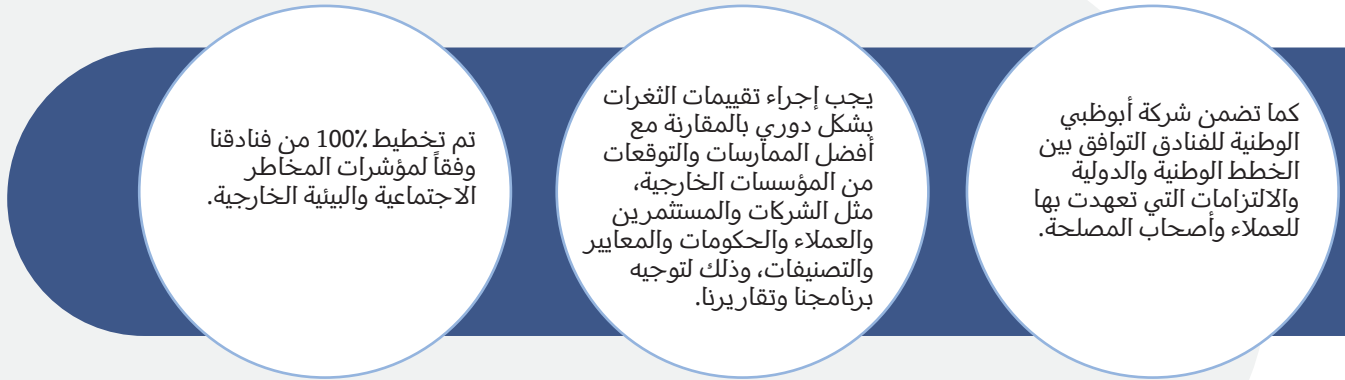 كما تضمن شركة أبوظبي
الوطنية للفنادق التوافق بين
الخطط الوطنية والدولية
والالتزامات التي تعهدت بها
للعملاء وأصحاب المصلحة.
يجب إجراء تقييمات الثغرات
بشكل دوري بالمقارنة مع
أفضل الممارسات والتوقعات
من المؤسسات الخارجية،
مثل الشركات والمستثمرين
والعملاء والحكومات والمعايير
والتصنيفات، وذلك لتوجيه
برنامجنا وتقاريرنا.
تم تخطيط 100٪ من فنادقنا
وفقاً لمؤشرات المخاطر
الاجتماعية والبيئية الخارجية.